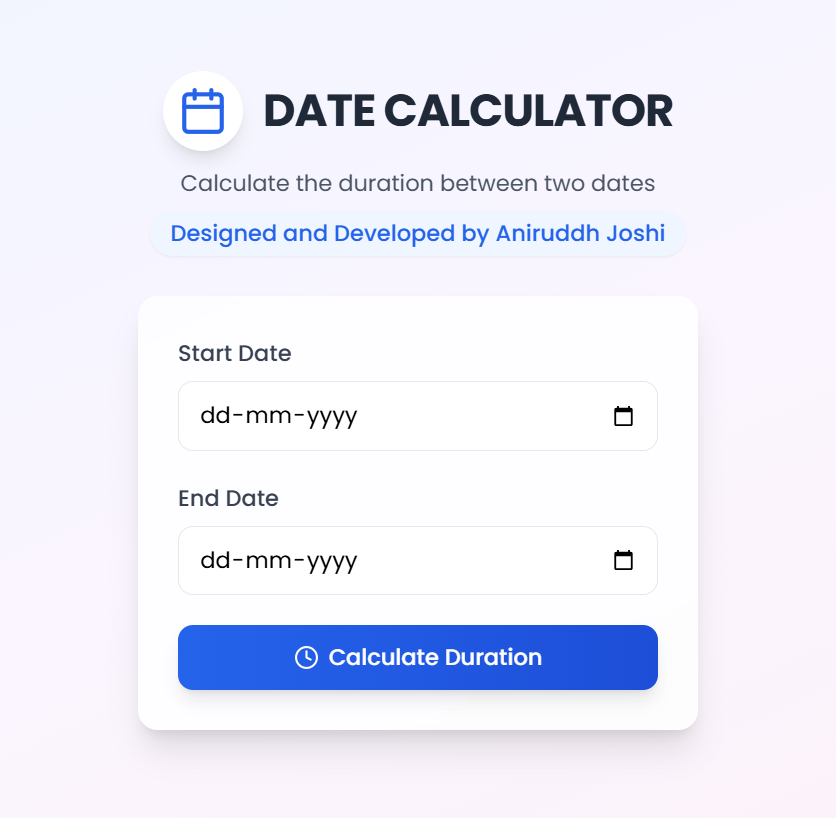 DATE CALCULATOR
Calculate the duration between two dates
Designed and Developed by Aniruddh Joshi
Start Date
dd-mm-yyyy
End Date
dd-mm-yyyy
Calculate Duration